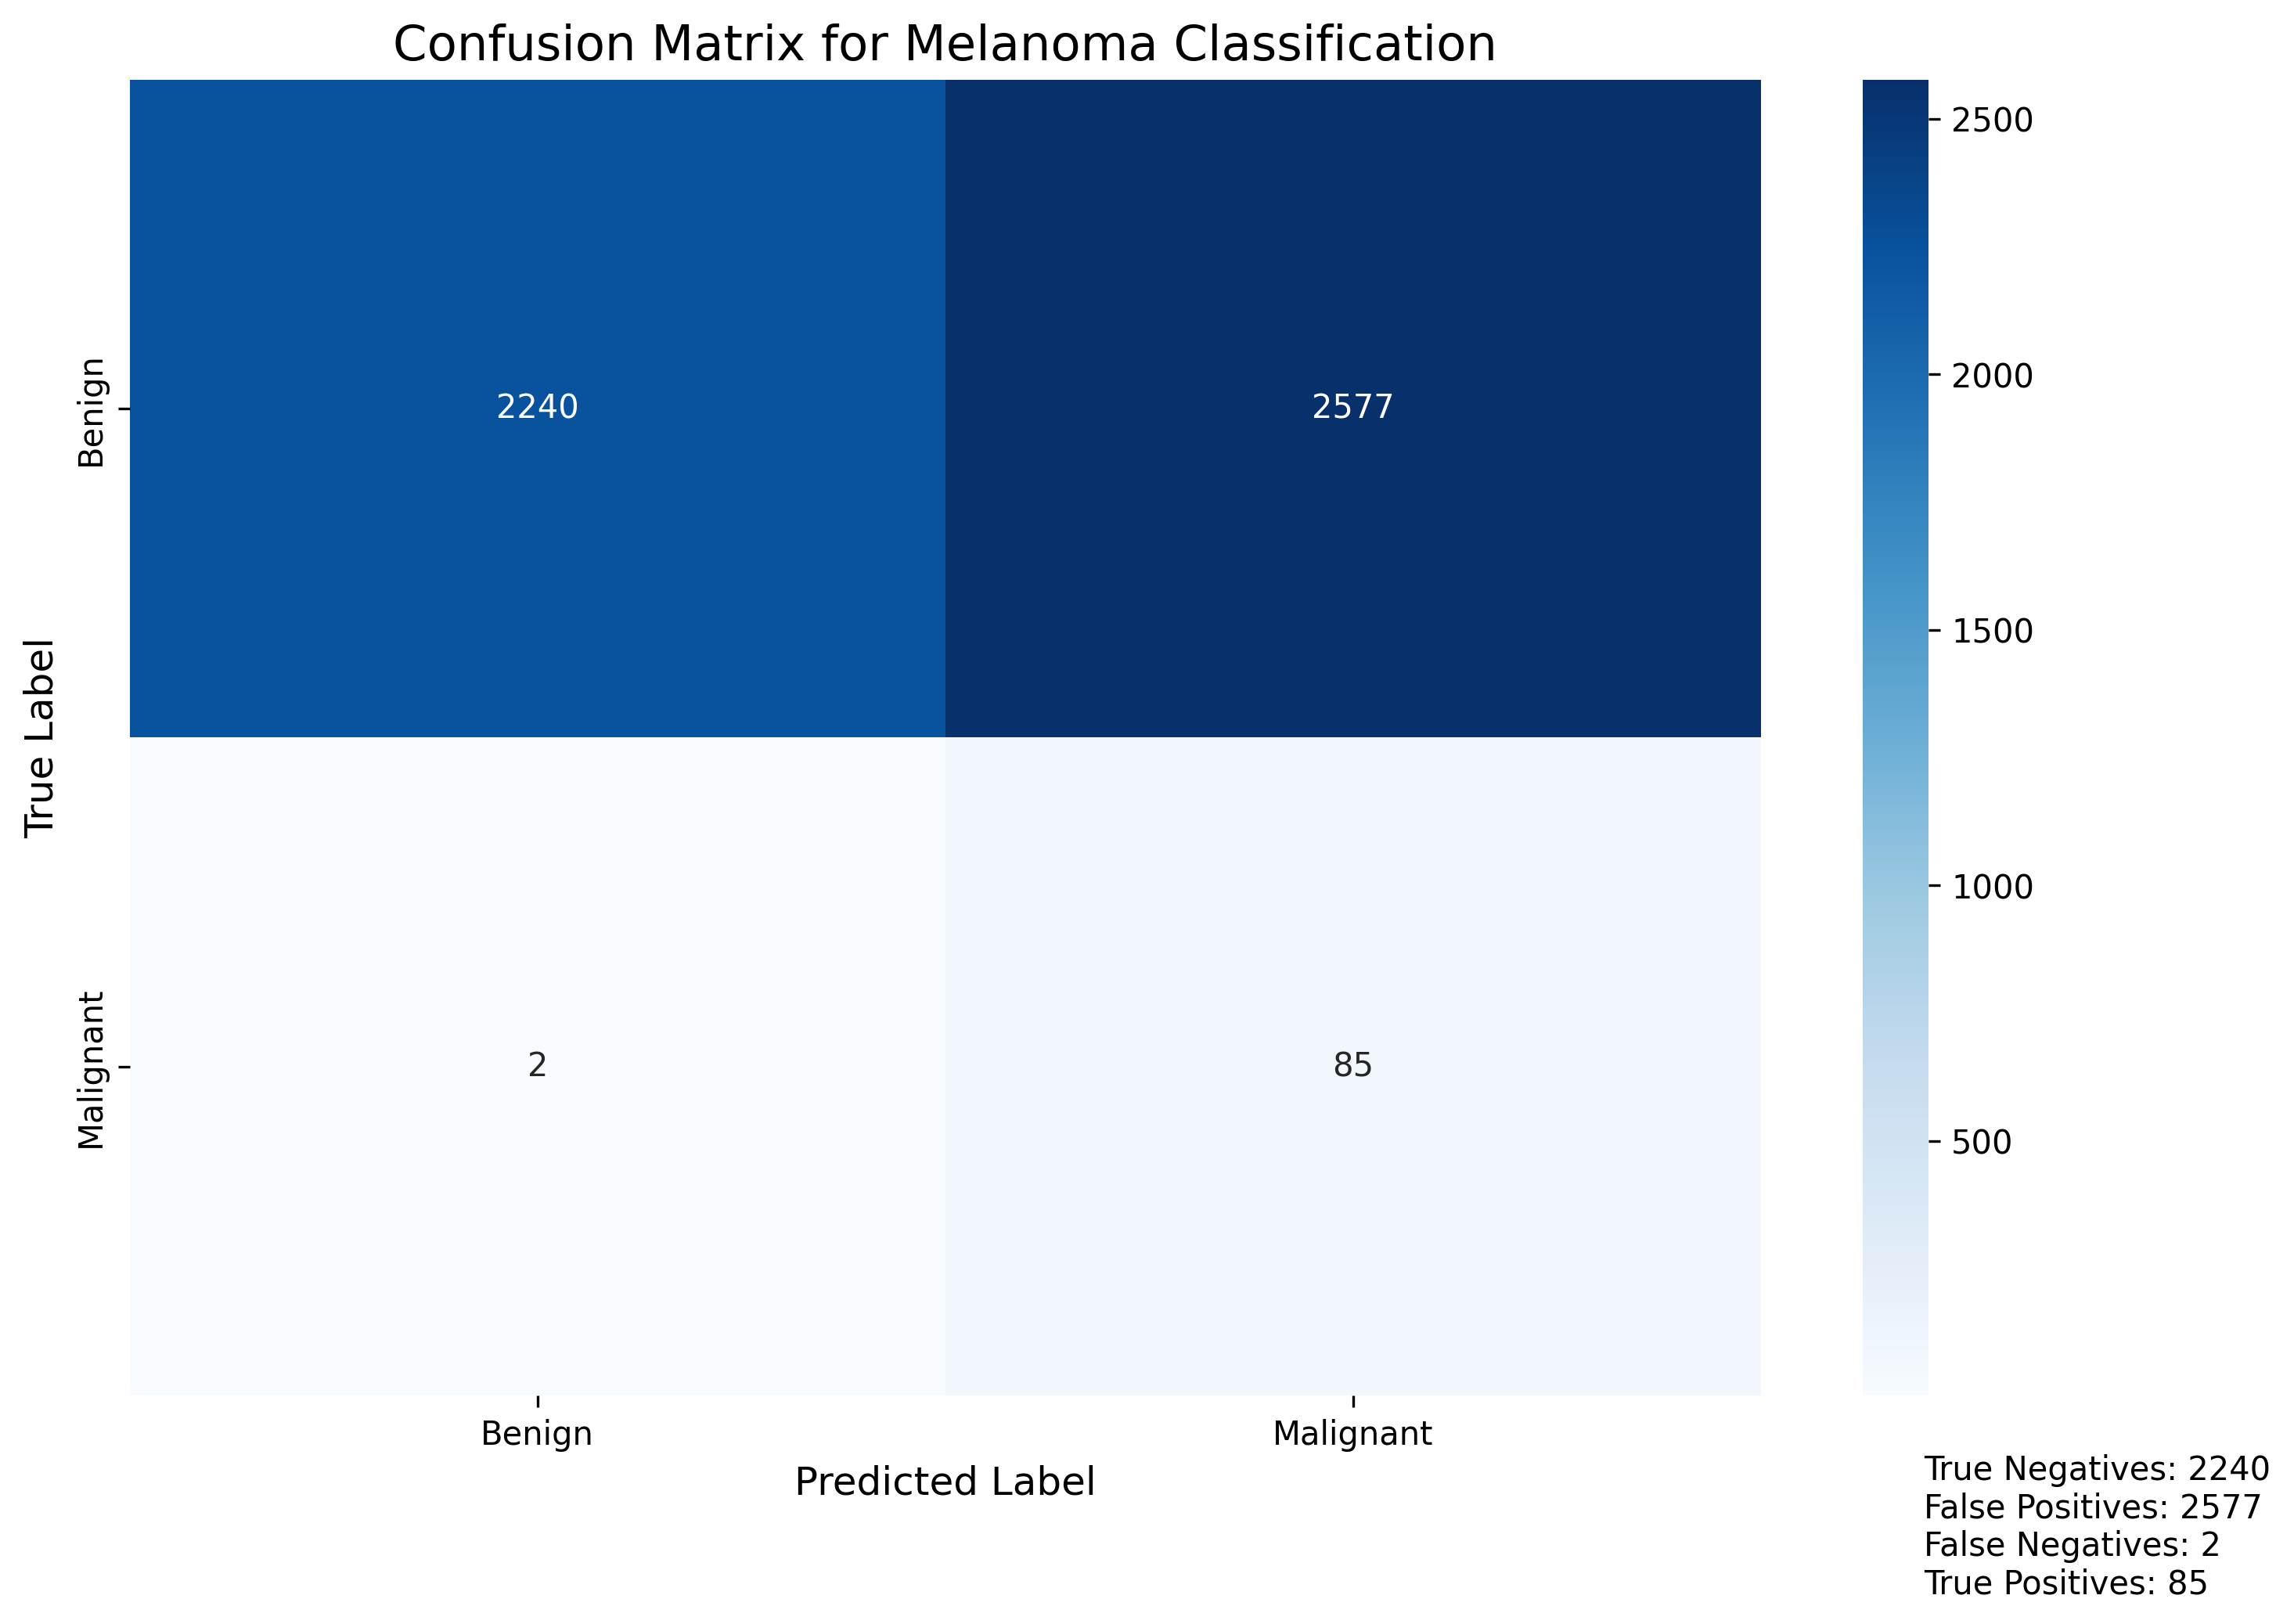 Confusion Matrix for Melanoma Classification
True Label
Benign
2240
2577
Malignant
2
85
Benign
Malignant
Predicted Label
2500
2000
1500
1000
500
True Negatives: 2240
False Positives: 2577
False Negatives: 2
True Positives: 85